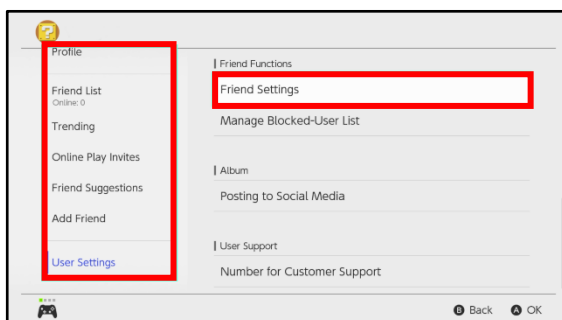 Profile
Friend List
Online: 0
Trending
Online Play Invites
Friend Suggestions
Add Friend
User Settings
Friend Functions
Friend Settings
Manage Blocked-User List
Album
Posting to Social Media
User Support
Number for Customer Support
B Back A OK